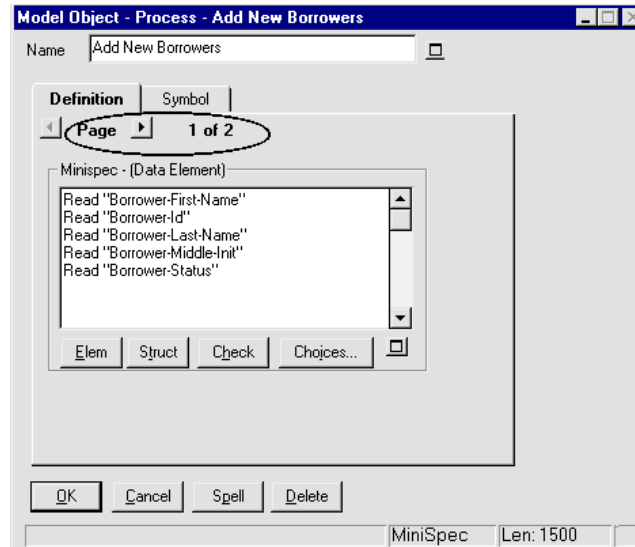 Model Object - Process - Add New Borrowers
Name Add New Borrowers
Definition Symbol
Page 1 of 2
Minispec - (Data Element)
Read "Borrower-First-Name"
Read "Borrower-Id"
Read "Borrower-Last-Name"
Read "Borrower-Middle-Init"
Read "Borrower-Status"
Elem Struct Check Choices...
OK Cancel Spell Delete
MiniSpec Len: 1500